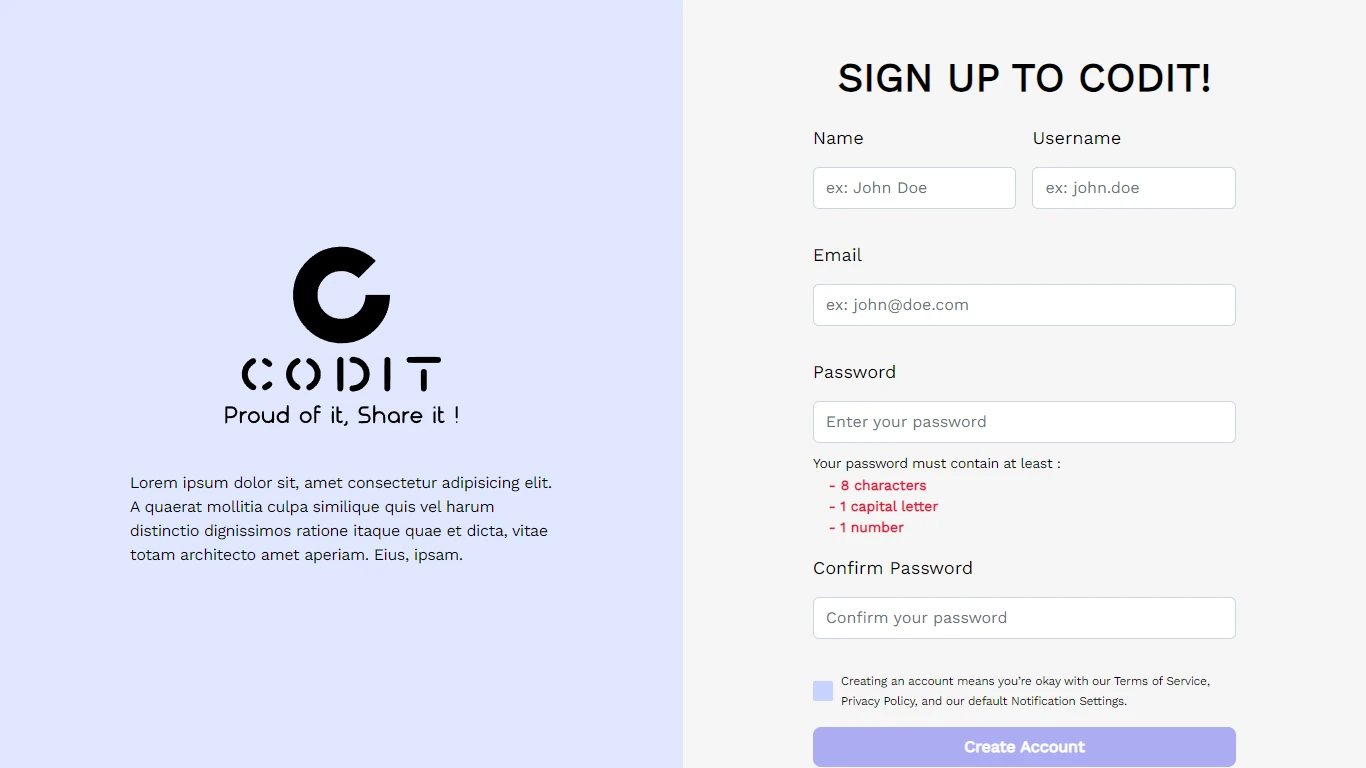 CODIT
Proud of it, Share it !
Lorem ipsum dolor sit, amet consectetur adipisicing elit.
A quaerat mollitia culpa similique quis vel harum
distinctio dignissimos ratione itaque quae et dicta, vitae
totam architecto amet aperiam. Eius, ipsam.
SIGN UP TO CODIT!
Name
Username
ex: John Doe
ex: john.doe
Email
ex: john@doe.com
Password
Enter your password
Your password must contain at least :
- 8 characters
- 1 capital letter
- 1 number
Confirm Password
Confirm your password
Creating an account means you're okay with our Terms of Service,
Privacy Policy, and our default Notification Settings.
Create Account